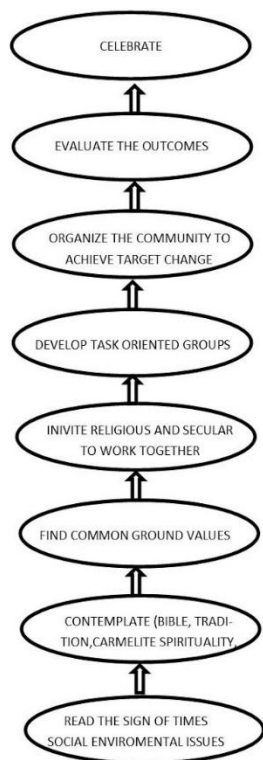 CELEBRATE
EVALUATE THE OUTCOMES
ORGANIZE THE COMMUNITY TO
ACHIEVE TARGET CHANGE
DEVELOP TASK ORIENTED GROUPS
INIVITE RELIGIOUS AND SECULAR
TO WORK TOGETHER
FIND COMMON GROUND VALUES
CONTEMPLATE (BIBLE, TRADI-
TION,CARMELITE SPIRITUALITY,
READ THE SIGN OF TIMES
SOCIAL ENVIROMENTAL ISSUES